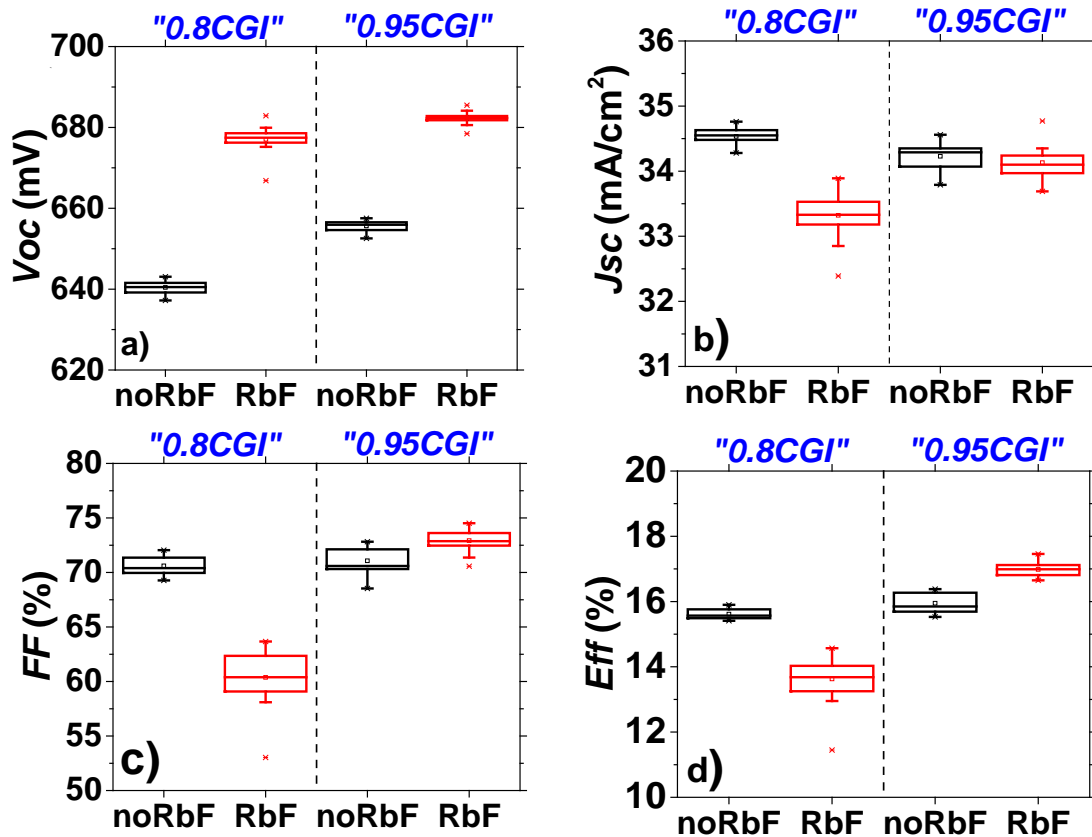 "0.8CGI" "0.95CGI"
700
680
660
640
620
Voc (mV)
a)
noRbF RbF noRbF RbF
"0.8CGI" "0.95CGI"
36
35
34
33
32
31
Jsc (mA/cm²)
b)
noRbF RbF noRbF RbF
"0.8CGI" "0.95CGI"
80
75
70
65
60
55
50
FF (%)
c)
noRbF RbF noRbF RbF
"0.8CGI" "0.95CGI"
20
18
16
14
12
10
Eff (%)
d)
noRbF RbF noRbF RbF